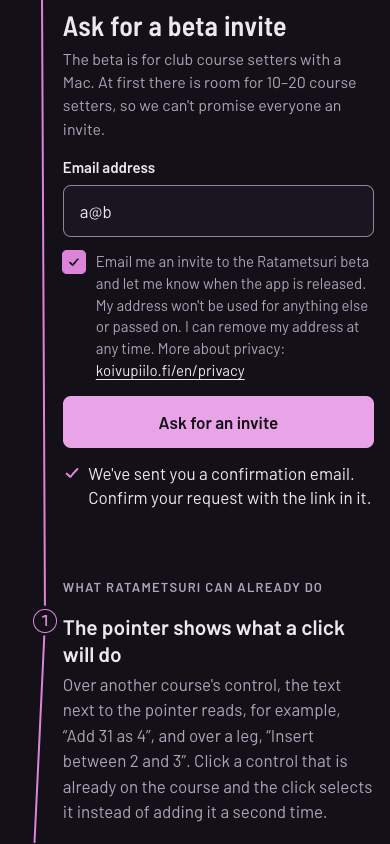 Ask for a beta invite
The beta is for club course setters with a
Mac. At first there is room for 10–20 course
setters, so we can't promise everyone an
invite.
Email address
a@b
Email me an invite to the Ratametsuri beta
and let me know when the app is released.
My address won't be used for anything else
or passed on. I can remove my address at
any time. More about privacy:
koivupiilo.fi/en/privacy
Ask for an invite
We've sent you a confirmation email.
Confirm your request with the link in it.
WHAT RATAMETSURI CAN ALREADY DO
1
The pointer shows what a click
will do
Over another course's control, the text
next to the pointer reads, for example,
“Add 31 as 4”, and over a leg, “Insert
between 2 and 3”. Click a control that is
already on the course and the click selects
it instead of adding it a second time.